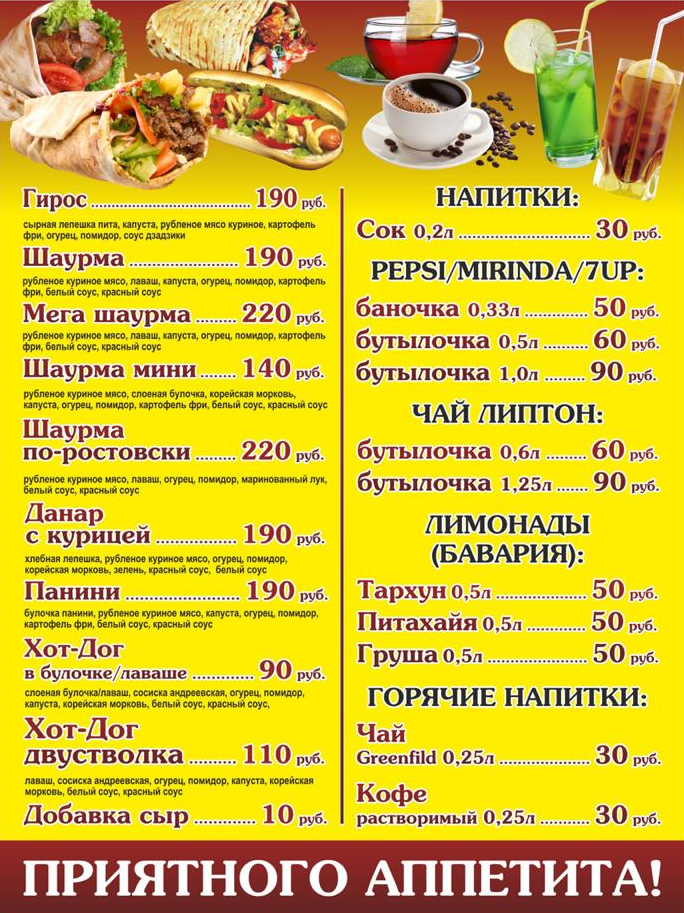 Гирос 190 руб.
сырная лепешка пита, капуста, рубленое мясо куриное, картофель
фри, огурец, помидор, соус дзадзики
Шаурма 190 руб.
рубленое куриное мясо, лаваш, капуста, огурец, помидор, картофель
фри, белый соус, красный соус
Мега шаурма 220 руб.
рубленое куриное мясо, лаваш, капуста, огурец, помидор, картофель
фри, белый соус, красный соус
Шаурма мини 140 руб.
рубленое куриное мясо, слоеная булочка, корейская морковь,
капуста, огурец, помидор, картофель фри, белый соус, красный соус
Шаурма
по-ростовски 220 руб.
рубленое куриное мясо, лаваш, огурец, помидор, маринованный лук,
белый соус, красный соус
Данар
с курицей 190 руб.
хлебная лепешка, рубленое куриное мясо, огурец, помидор,
корейская морковь, зелень, красный соус, белый соус
Панини 190 руб.
булочка панини, рубленое куриное мясо, капуста, огурец, помидор,
картофель фри, белый соус, красный соус
Хот-Дог
в булочке/лаваше 90 руб.
слоеная булочка/лаваш, сосиска андреевская, огурец, помидор,
капуста, корейская морковь, белый соус, красный соус,
Хот-Дог
двустволка 110 руб.
лаваш, сосиска андреевская, огурец, помидор, капуста, корейская
морковь, белый соус, красный соус
Добавка сыр 10 руб.
НАПИТКИ:
Сок 0,2л 30 руб.
PEPSI/MIRINDA/7UP:
баночка 0,33л 50 руб.
бутылочка 0,5л 60 руб.
бутылочка 1,0л 90 руб.
ЧАЙ ЛИПТОН:
бутылочка 0,6л 60 руб.
бутылочка 1,25л 90 руб.
ЛИМОНАДЫ
(БАВАРИЯ):
Тархун 0,5л 50 руб.
Питахайя 0,5л 50 руб.
Груша 0,5л 50 руб.
ГОРЯЧИЕ НАПИТКИ:
Чай
Greenfild 0,25л 30 руб.
Кофе
растворимый 0,25л 30 руб.
ПРИЯТНОГО АППЕТИТА!